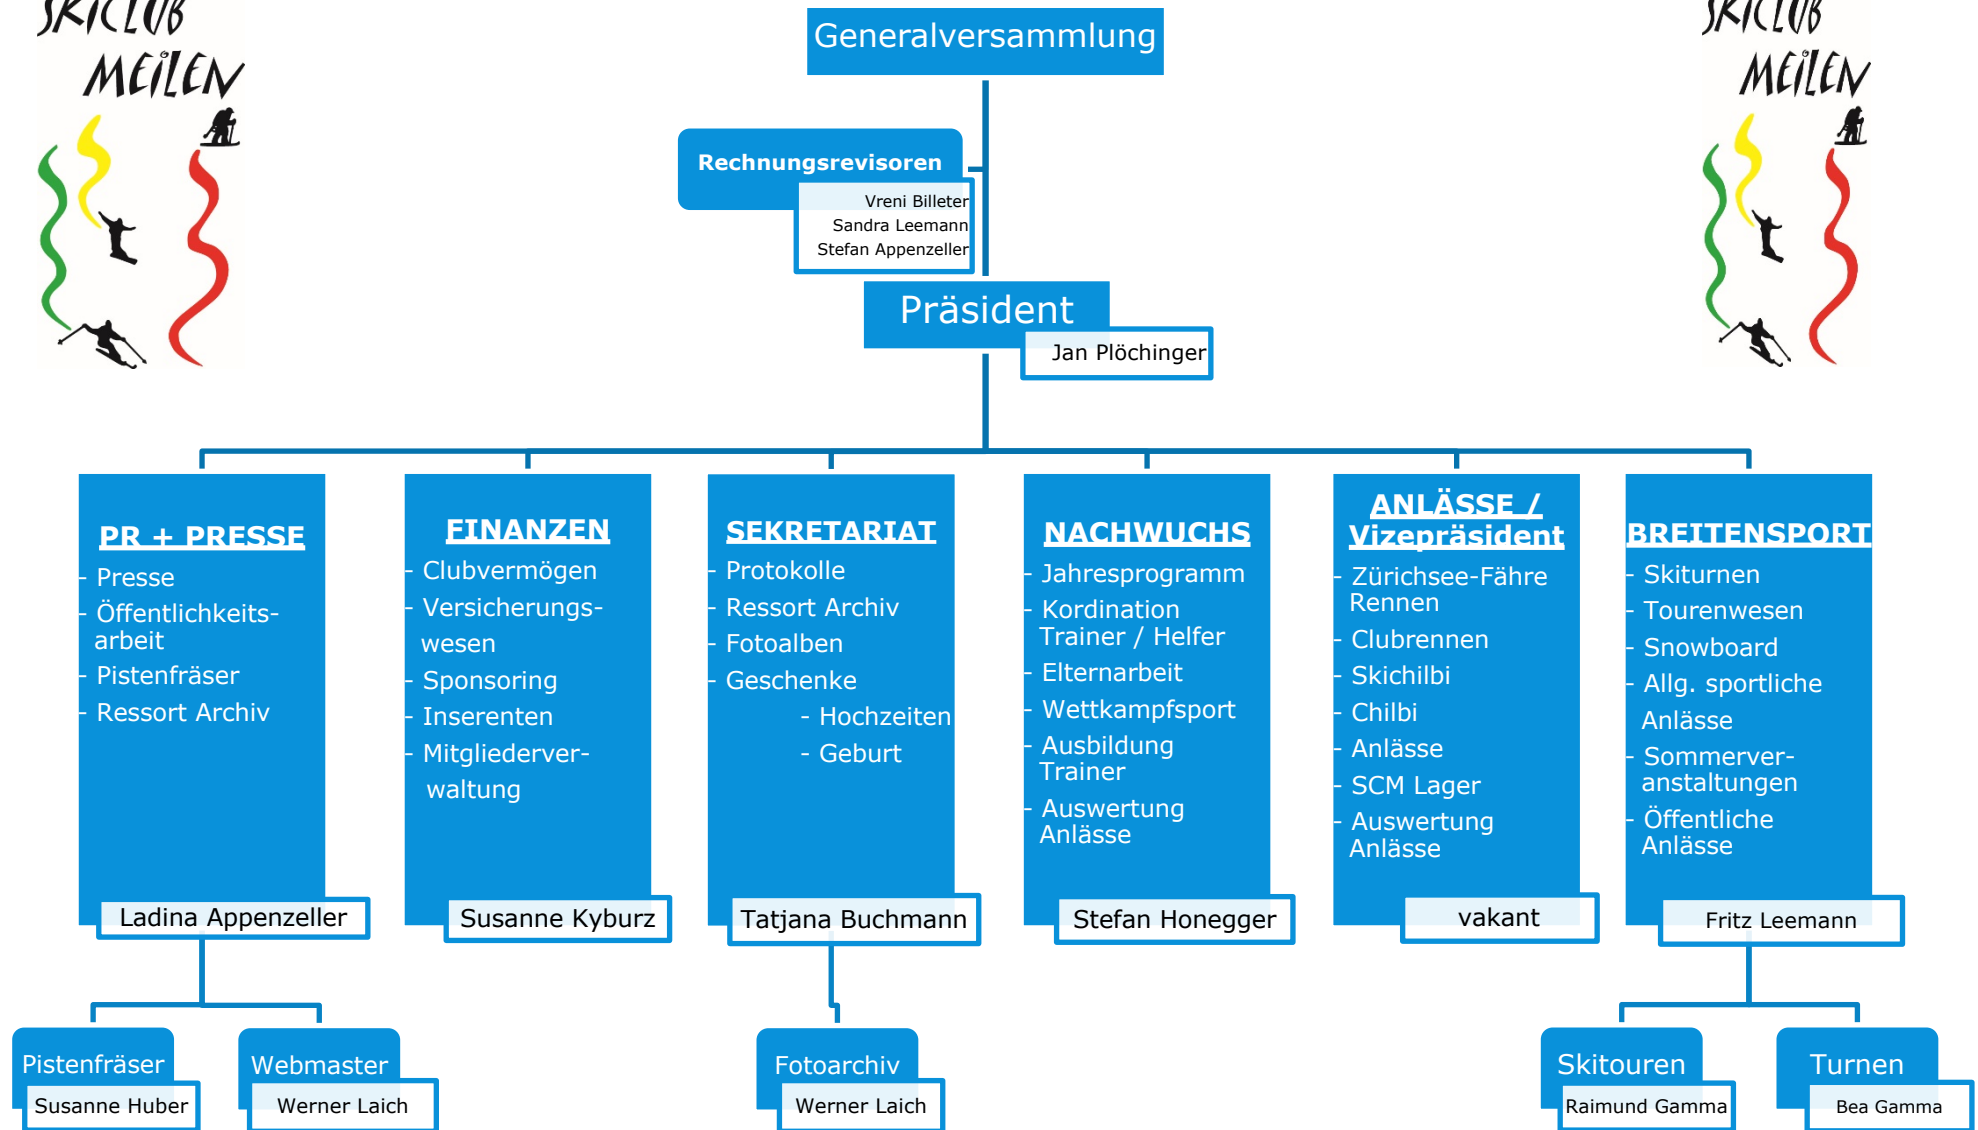 SKICLUB
MEILEN
SKICLUB
MEILEN
Generalversammlung
Rechnungsrevisoren
Vreni Billeter
Sandra Leemann
Stefan Appenzeller
Präsident
Jan Plöchinger
PR + PRESSE
- Presse
- Öffentlichkeits-
arbeit
- Pistenfräser
- Ressort Archiv
Ladina Appenzeller
FINANZEN
- Clubvermögen
- Versicherungs-
wesen
- Sponsoring
- Inserenten
- Mitgliederver-
waltung
Susanne Kyburz
SEKRETARIAT
- Protokolle
- Ressort Archiv
- Fotoalben
- Geschenke
- Hochzeiten
- Geburt
Tatjana Buchmann
NACHWUCHS
- Jahresprogramm
- Kordination
Trainer / Helfer
- Elternarbeit
- Wettkampfsport
- Ausbildung
Trainer
- Auswertung
Anlässe
Stefan Honegger
ANLÄSSE /
Vizepräsident
- Zürichsee-Fähre
Rennen
- Clubrennen
- Skichilbi
- Chilbi
- Anlässe
- SCM Lager
- Auswertung
Anlässe
vakant
BREITENSPORT
- Skiturnen
- Tourenwesen
- Snowboard
- Allg. sportliche
Anlässe
- Sommerver-
anstaltungen
- Öffentliche
Anlässe
Fritz Leemann
Pistenfräser
Susanne Huber
Webmaster
Werner Laich
Fotoarchiv
Werner Laich
Skitouren
Raimund Gamma
Turnen
Bea Gamma